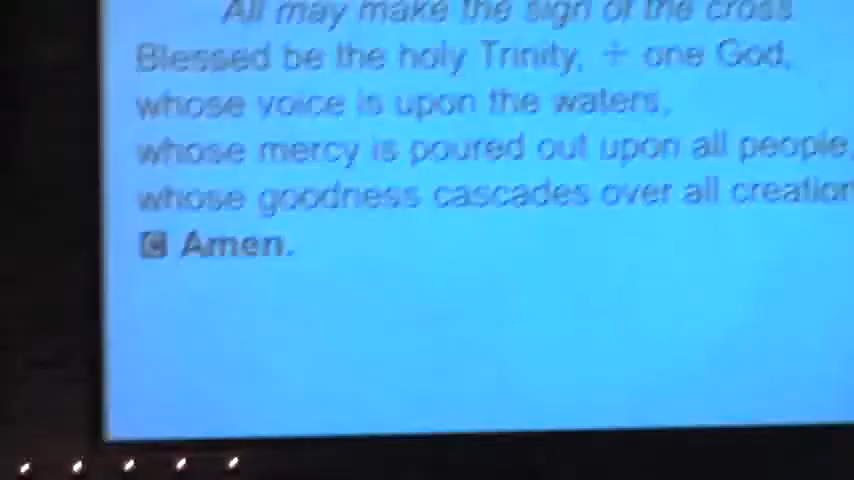 All may make the sign of the cross
Blessed be the holy Trinity, + one God,
whose voice is upon the waters,
whose mercy is poured out upon all people,
whose goodness cascades over all creation
C Amen.